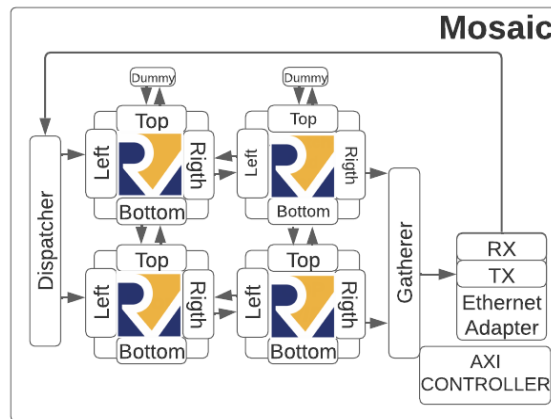 Mosaic
Dummy
Dummy
Top
Top
Left
Rigth
Left
Rigth
Bottom
Bottom
Dispatcher
Gatherer
Top
Top
Left
Rigth
Left
Rigth
Bottom
Bottom
RX
TX
Ethernet
Adapter
AXI
CONTROLLER